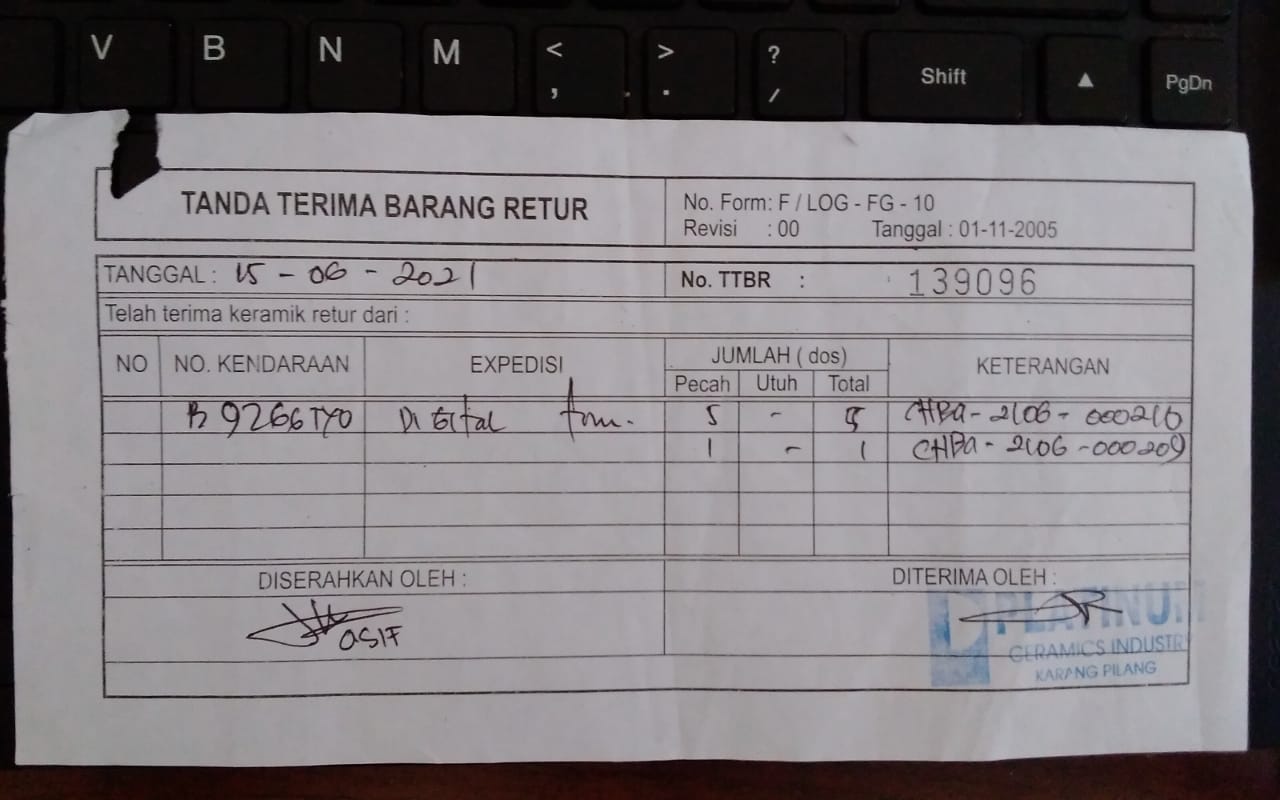 V B N M < , > . ? / Shift ▲ PgDn
TANDA TERIMA BARANG RETUR
No. Form: F / LOG - FG - 10
Revisi : 00 Tanggal : 01-11-2005
TANGGAL : 15 - 06 - 2021 No. TTBR : 139096
Telah terima keramik retur dari :
NO NO. KENDARAAN EXPEDISI JUMLAH ( dos) KETERANGAN
Pecah Utuh Total
B 9266 TYO Digital 5 - 5 CHBa - 2106 - 000210
1 - 1 CHBa - 2106 - 000209
DISERAHKAN OLEH : DITERIMA OLEH :
ASIF
PLATINUM
CERAMICS INDUSTRY
KARANG PILANG